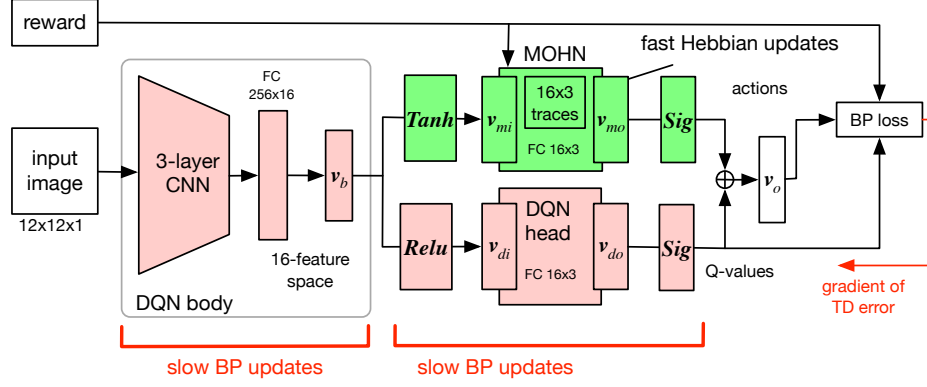 reward
input
image
12x12x1
3-layer
CNN
FC
256x16
v_b
16-feature
space
DQN body
slow BP updates
Tanh
v_mi
MOHN
16x3
traces
FC 16x3
v_mo
Sig
fast Hebbian updates
Relu
v_di
DQN
head
FC 16x3
v_do
Sig
slow BP updates
actions
v_o
Q-values
BP loss
gradient of
TD error